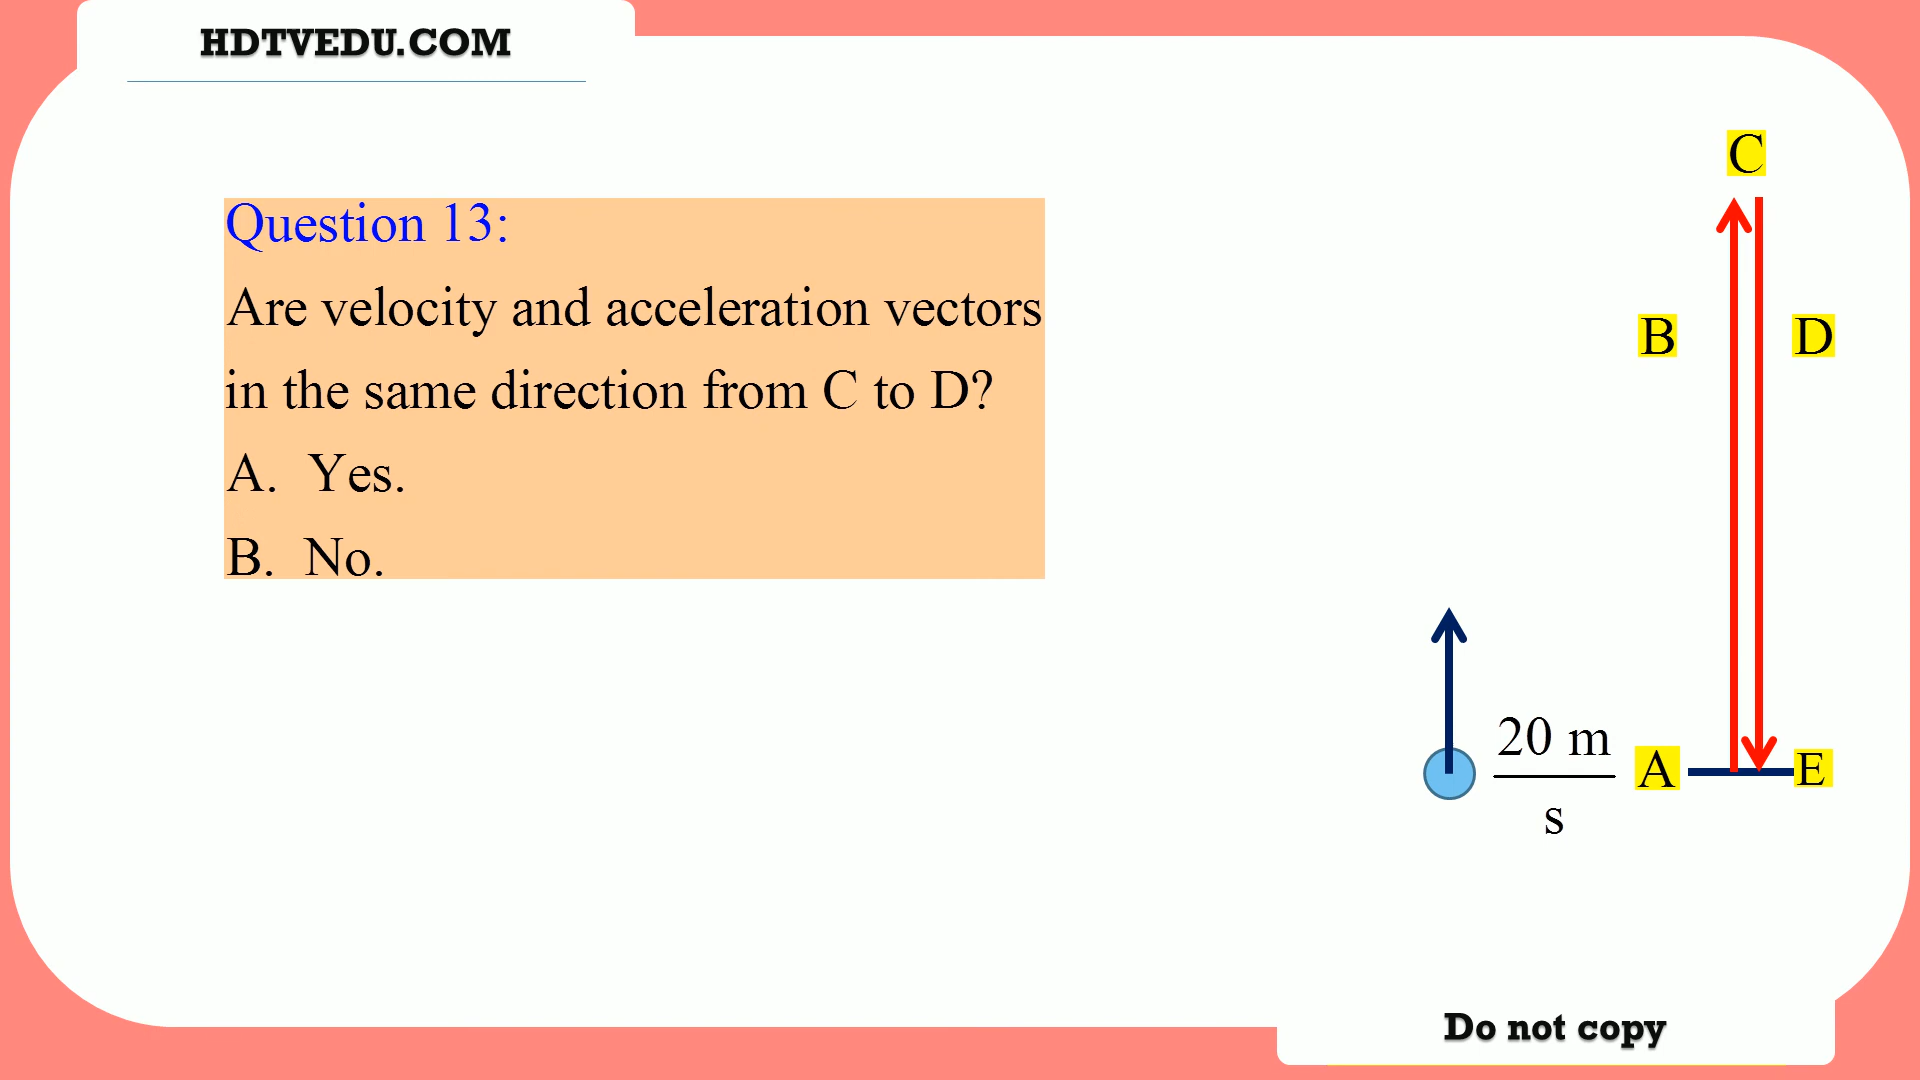 HDTVEDU.COM
Question 13:
Are velocity and acceleration vectors
in the same direction from C to D?
A. Yes.
B. No.
C
B
D
20 m
s
A
E
Do not copy